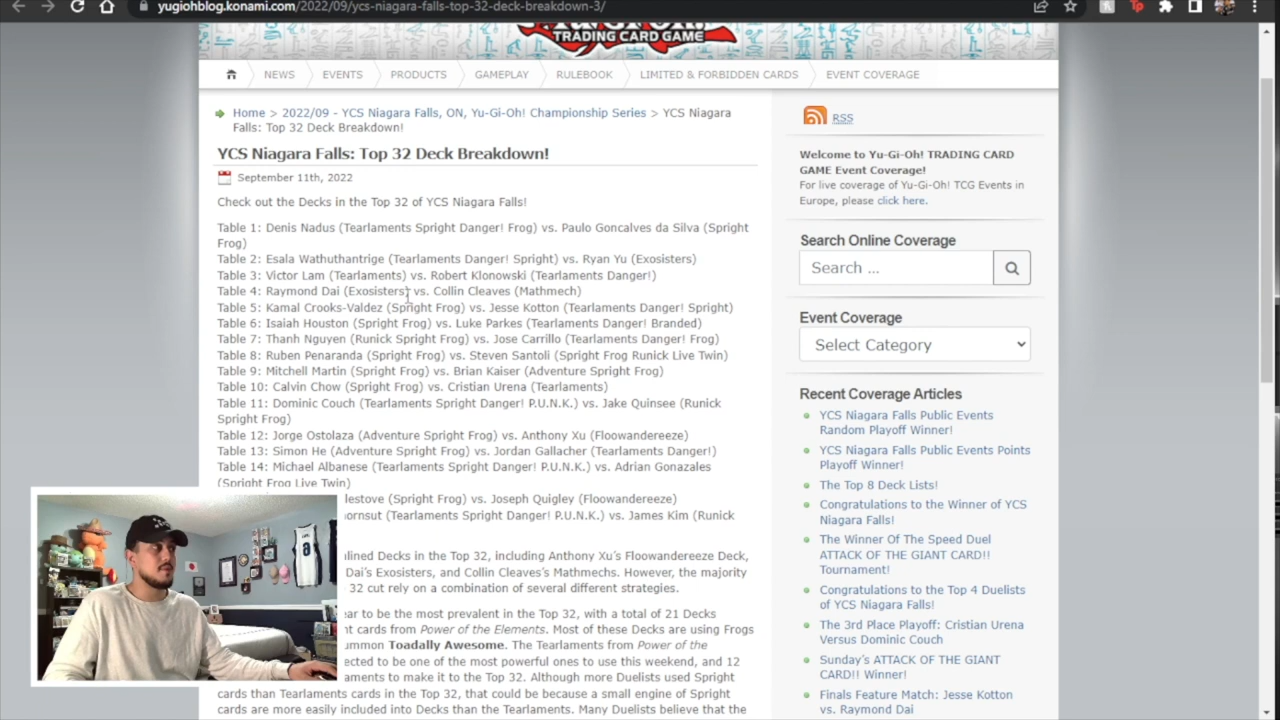 yugiohblog.konami.com/2022/09/ycs-niagara-falls-top-32-deck-breakdown-3/
TRADING CARD GAME
NEWS EVENTS PRODUCTS GAMEPLAY RULEBOOK LIMITED & FORBIDDEN CARDS EVENT COVERAGE
Home > 2022/09 - YCS Niagara Falls, ON, Yu-Gi-Oh! Championship Series > YCS Niagara
Falls: Top 32 Deck Breakdown!
YCS Niagara Falls: Top 32 Deck Breakdown!
September 11th, 2022
Check out the Decks in the Top 32 of YCS Niagara Falls!
Table 1: Denis Nadus (Tearlaments Spright Danger! Frog) vs. Paulo Goncalves da Silva (Spright
Frog)
Table 2: Esala Wathuthantrige (Tearlaments Danger! Spright) vs. Ryan Yu (Exosisters)
Table 3: Victor Lam (Tearlaments) vs. Robert Klonowski (Tearlaments Danger!)
Table 4: Raymond Dai (Exosisters) vs. Collin Cleaves (Mathmech)
Table 5: Kamal Crooks-Valdez (Spright Frog) vs. Jesse Kotton (Tearlaments Danger! Spright)
Table 6: Isaiah Houston (Spright Frog) vs. Luke Parkes (Tearlaments Danger! Branded)
Table 7: Thanh Nguyen (Runick Spright Frog) vs. Jose Carrillo (Tearlaments Danger! Frog)
Table 8: Ruben Penaranda (Spright Frog) vs. Steven Santoli (Spright Frog Runick Live Twin)
Table 9: Mitchell Martin (Spright Frog) vs. Brian Kaiser (Adventure Spright Frog)
Table 10: Calvin Chow (Spright Frog) vs. Cristian Urena (Tearlaments)
Table 11: Dominic Couch (Tearlaments Spright Danger! P.U.N.K.) vs. Jake Quinsee (Runick
Spright Frog)
Table 12: Jorge Ostolaza (Adventure Spright Frog) vs. Anthony Xu (Floowandereeze)
Table 13: Simon He (Adventure Spright Frog) vs. Jordan Gallacher (Tearlaments Danger!)
Table 14: Michael Albanese (Tearlaments Spright Danger! P.U.N.K.) vs. Adrian Gonazales
(Spright Frog Live Twin)
lestove (Spright Frog) vs. Joseph Quigley (Floowandereeze)
ornsut (Tearlaments Spright Danger! P.U.N.K.) vs. James Kim (Runick
lined Decks in the Top 32, including Anthony Xu's Floowandereeze Deck,
Dai's Exosisters, and Collin Cleaves's Mathmechs. However, the majority
32 cut rely on a combination of several different strategies.
ar to be the most prevalent in the Top 32, with a total of 21 Decks
t cards from Power of the Elements. Most of these Decks are using Frogs
ummon Toadally Awesome. The Tearlaments from Power of the
ected to be one of the most powerful ones to use this weekend, and 12
aments to make it to the Top 32. Although more Duelists used Spright
cards than Tearlaments cards in the Top 32, that could be because a small engine of Spright
cards are more easily included into Decks than the Tearlaments. Many Duelists believe that the
RSS
Welcome to Yu-Gi-Oh! TRADING CARD
GAME Event Coverage!
For live coverage of Yu-Gi-Oh! TCG Events in
Europe, please click here.
Search Online Coverage
Search ...
Event Coverage
Select Category
Recent Coverage Articles
YCS Niagara Falls Public Events
Random Playoff Winner!
YCS Niagara Falls Public Events Points
Playoff Winner!
The Top 8 Deck Lists!
Congratulations to the Winner of YCS
Niagara Falls!
The Winner Of The Speed Duel
ATTACK OF THE GIANT CARD!!
Tournament!
Congratulations to the Top 4 Duelists
of YCS Niagara Falls!
The 3rd Place Playoff: Cristian Urena
Versus Dominic Couch
Sunday's ATTACK OF THE GIANT
CARD!! Winner!
Finals Feature Match: Jesse Kotton
vs. Raymond Dai